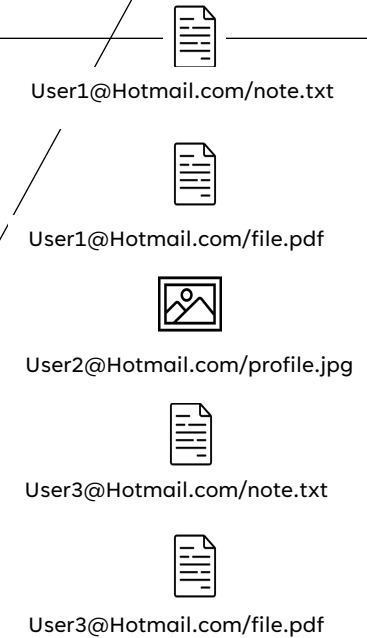 User1@Hotmail.com/note.txt
User1@Hotmail.com/file.pdf
User2@Hotmail.com/profile.jpg
User3@Hotmail.com/note.txt
User3@Hotmail.com/file.pdf